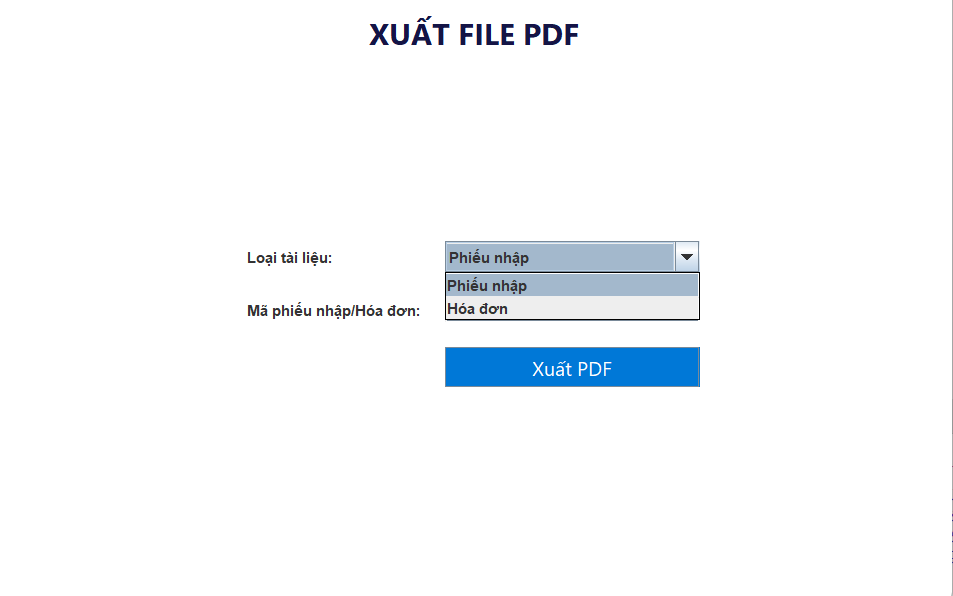 XUẤT FILE PDF
Loại tài liệu:
Phiếu nhập
Phiếu nhập
Hóa đơn
Mã phiếu nhập/Hóa đơn:
Xuất PDF